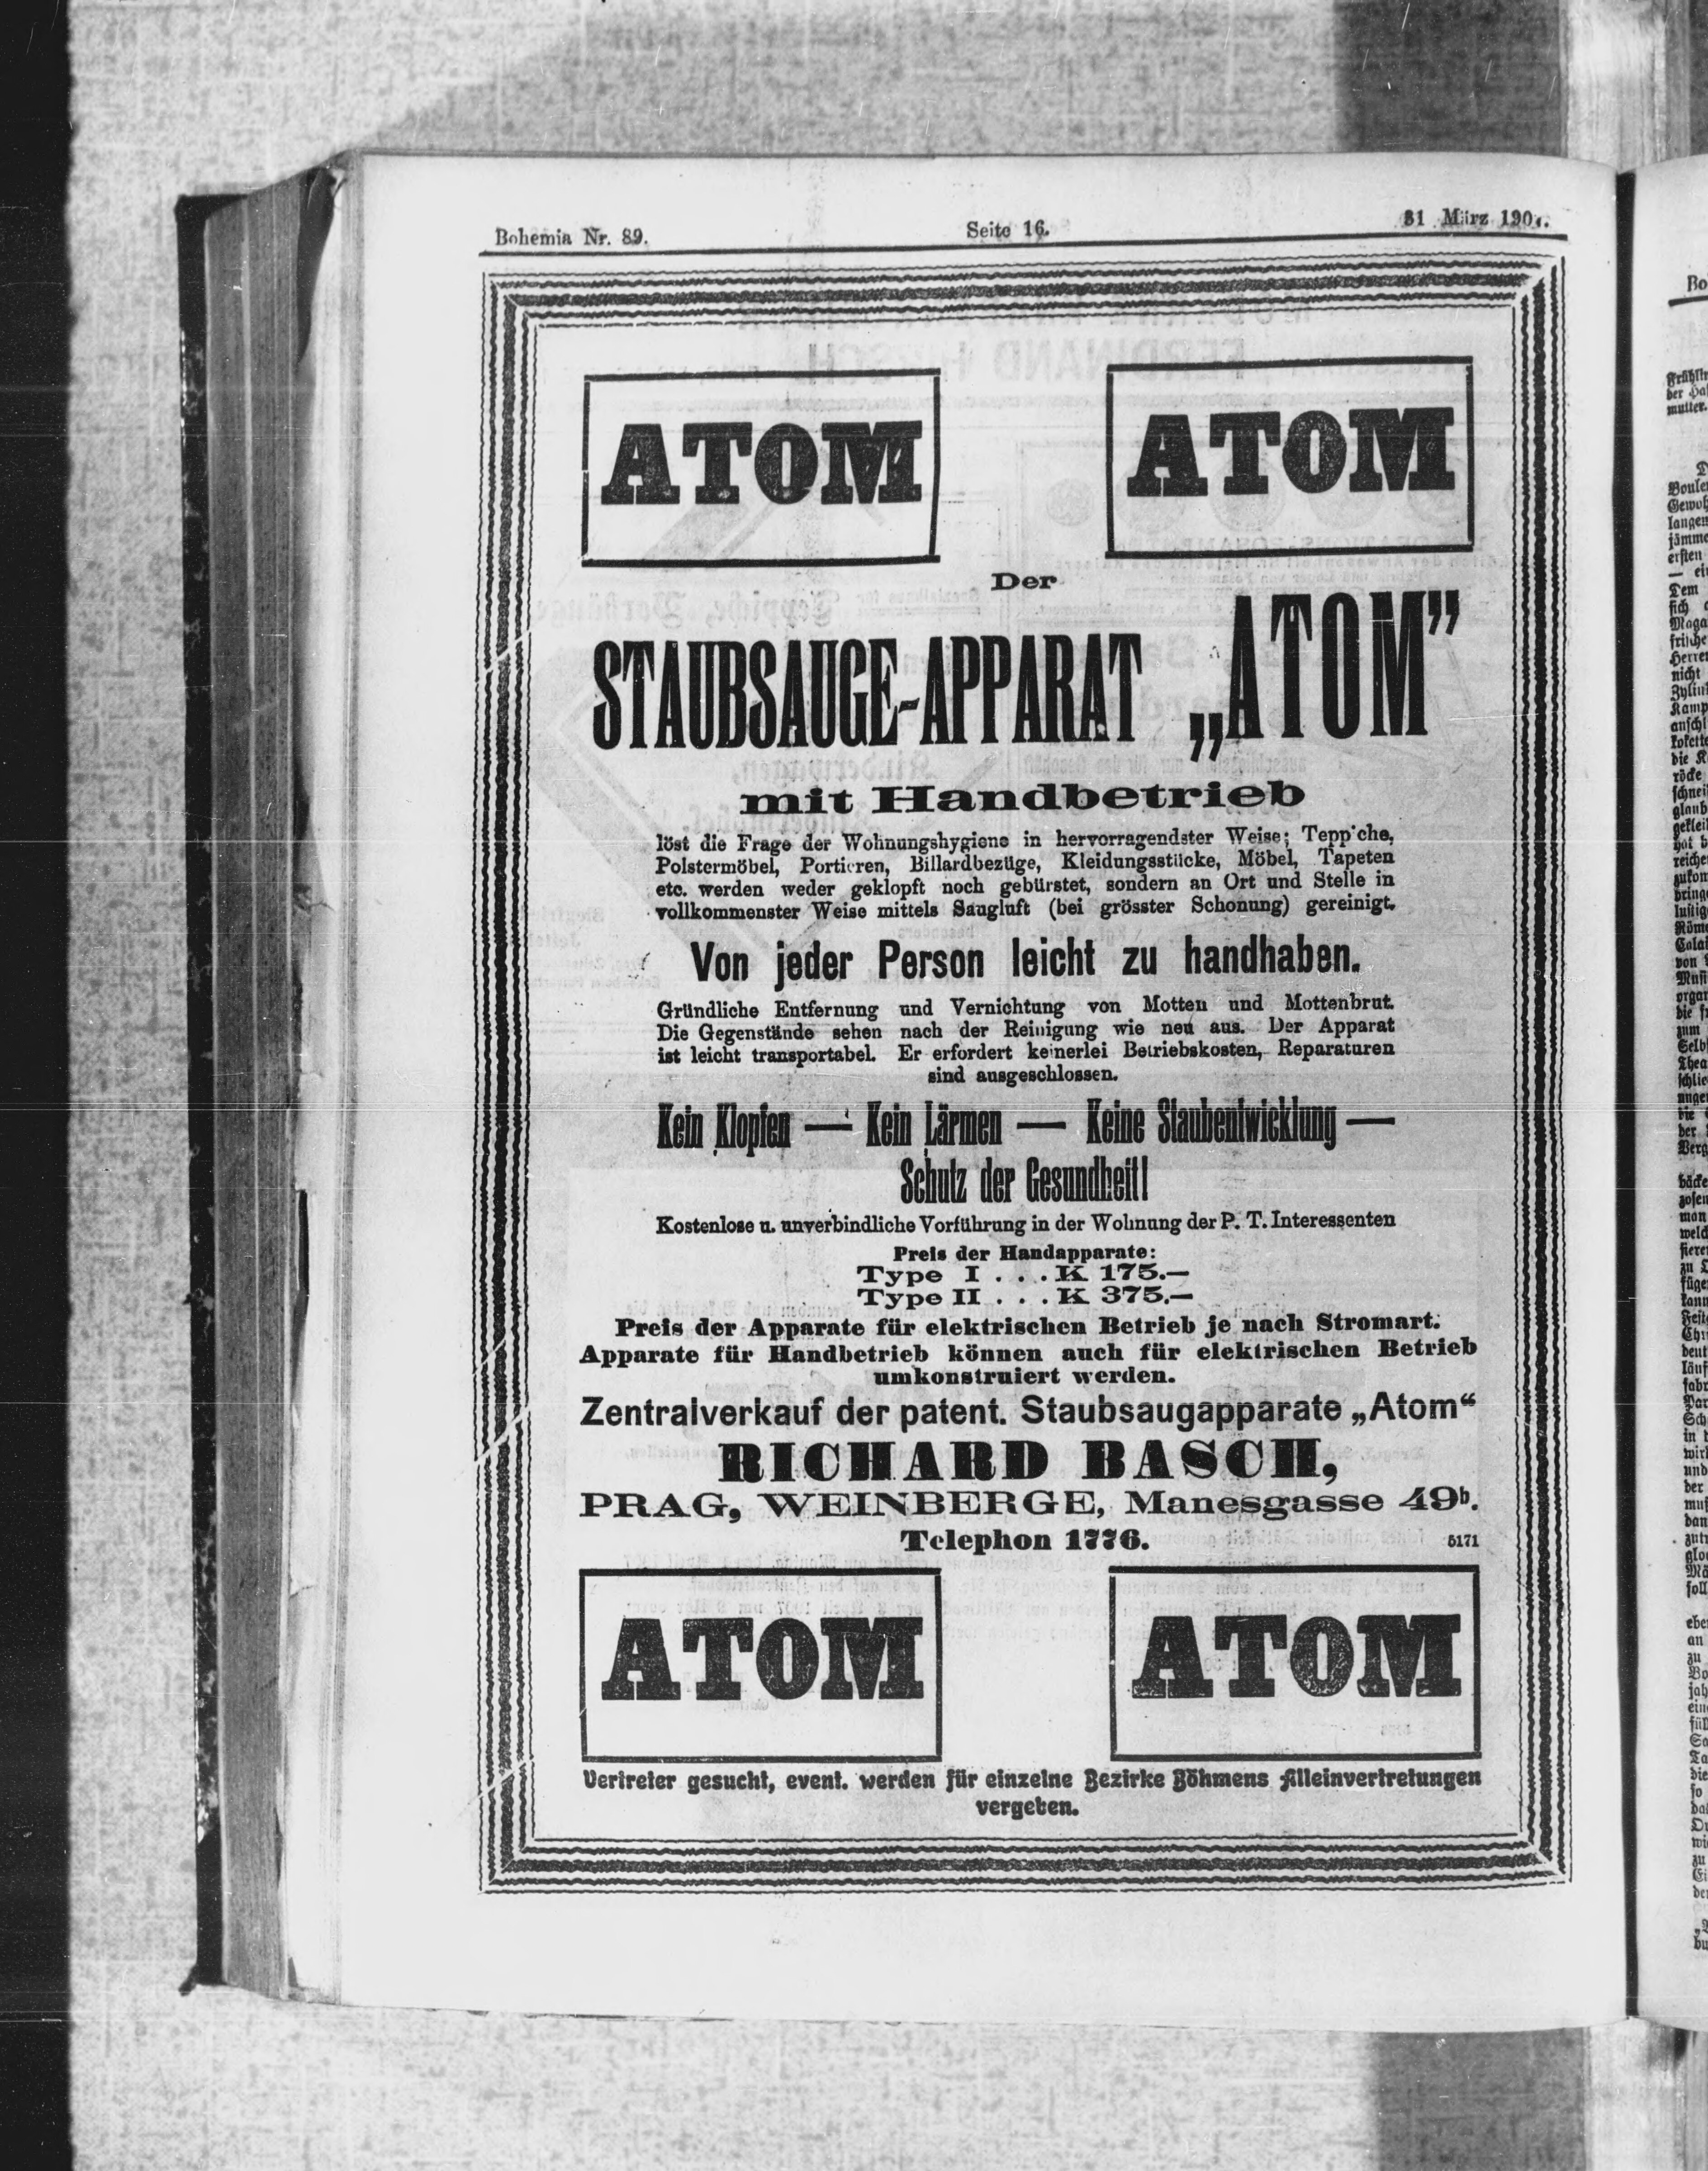 Bohemia Nr. 89.
Seite 16.
31. März 190
ATOM
ATOM
Der
STAUBSAUGE-APPARAT „ATOM”
mit Handbetrieb
löst die Frage der Wohnungshygiene in hervorragendster Weise; Teppiche,
Polstermöbel, Portieren, Billardbezüge, Kleidungsstücke, Möbel, Tapeten
etc. werden weder geklopft noch gebürstet, sondern an Ort und Stelle in
vollkommenster Weise mittels Saugluft (bei grösster Schonung) gereinigt.
Von jeder Person leicht zu handhaben.
Gründliche Entfernung und Vernichtung von Motten und Mottenbrut.
Die Gegenstände sehen nach der Reinigung wie neu aus. Der Apparat
ist leicht transportabel. Er erfordert keinerlei Betriebskosten, Reparaturen
sind ausgeschlossen.
Kein Klopfen — Kein Lärmen — Keine Staubentwicklung —
Schutz der Gesundheit!
Kostenlose u. unverbindliche Vorführung in der Wohnung der P. T. Interessenten
Preis der Handapparate:
Type I . . . K 175.—
Type II . . . K 375.—
Preis der Apparate für elektrischen Betrieb je nach Stromart.
Apparate für Handbetrieb können auch für elektrischen Betrieb
umkonstruiert werden.
Zentralverkauf der patent. Staubsaugapparate „Atom“
RICHARD BASCH,
PRAG, WEINBERGE, Manesgasse 49b.
Telephon 1776.
5171
ATOM
ATOM
Vertreter gesucht, event. werden für einzelne Bezirke Böhmens Alleinvertretungen
vergeben.